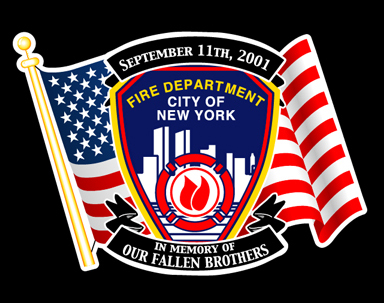 SEPTEMBER 11TH, 2001
FIRE DEPARTMENT
CITY OF
NEW YORK
IN MEMORY OF
OUR FALLEN BROTHERS